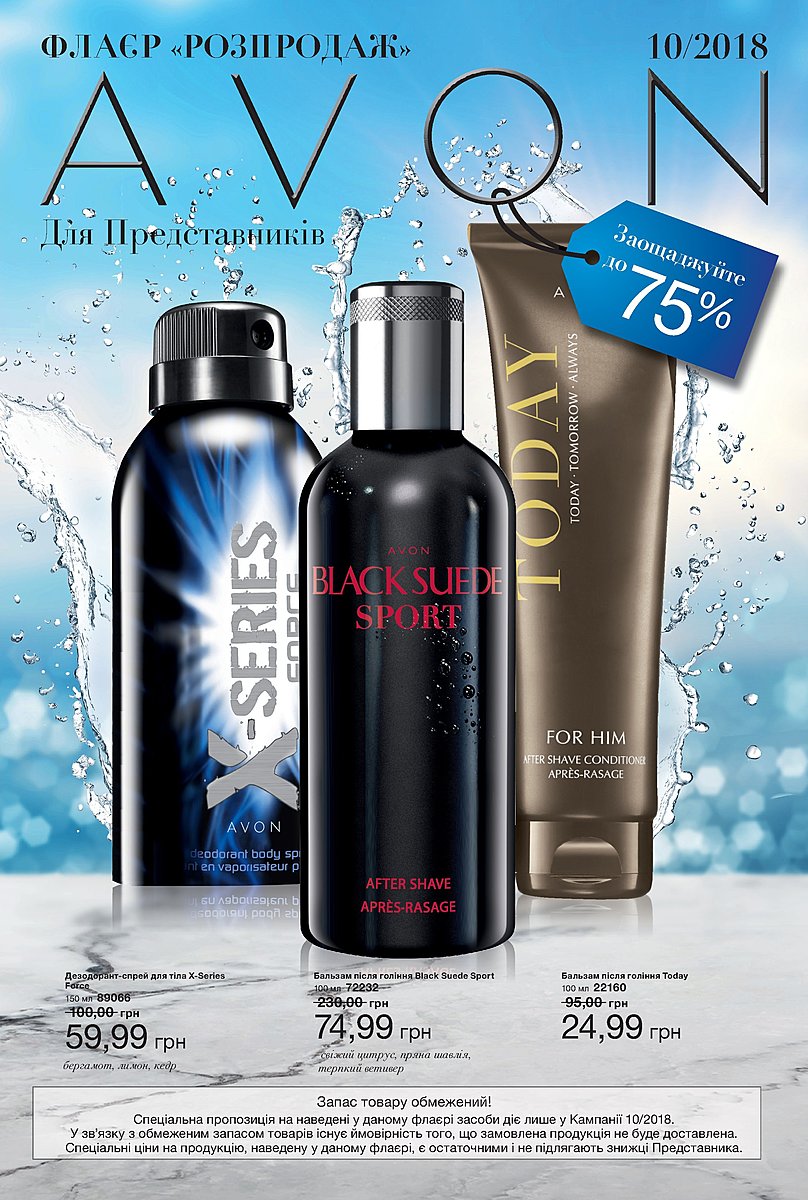 ФЛАЄР «РОЗПРОДАЖ»
10/2018
AVON
Для Представників
Заощаджуйте
до 75%
A
TODAY
TODAY · TOMORROW · ALWAYS
FOR HIM
AFTER SHAVE CONDITIONER
APRÈS-RASAGE
X-SERIES
FORCE
AVON
deodorant body spr
nt en vaporisateur p
AVON
BLACK SUEDE
SPORT
AFTER SHAVE
APRÈS-RASAGE
Дезодорант-спрей для тіла X-Series
Force
150 мл 89066
100,00 грн
59,99 грн
бергамот, лимон, кедр
Бальзам після гоління Black Suede Sport
100 мл 72232
230,00 грн
74,99 грн
свіжий цитрус, пряна шавлія,
терпкий ветивер
Бальзам після гоління Today
100 мл 22160
95,00 грн
24,99 грн
Запас товару обмежений!
Спеціальна пропозиція на наведені у даному флаєрі засоби діє лише у Кампанії 10/2018.
У зв’язку з обмеженим запасом товарів існує ймовірність того, що замовлена продукція не буде доставлена.
Спеціальні ціни на продукцію, наведену у даному флаєрі, є остаточними і не підлягають знижці Представника.